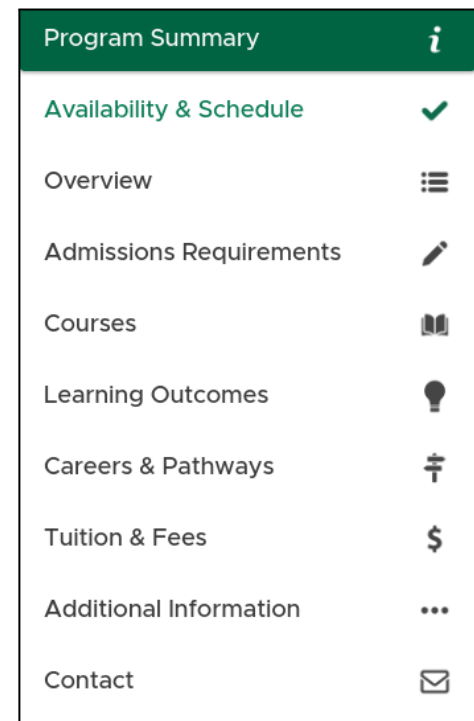 Program Summary
Availability & Schedule
Overview
Admissions Requirements
Courses
Learning Outcomes
Careers & Pathways
Tuition & Fees
Additional Information
Contact